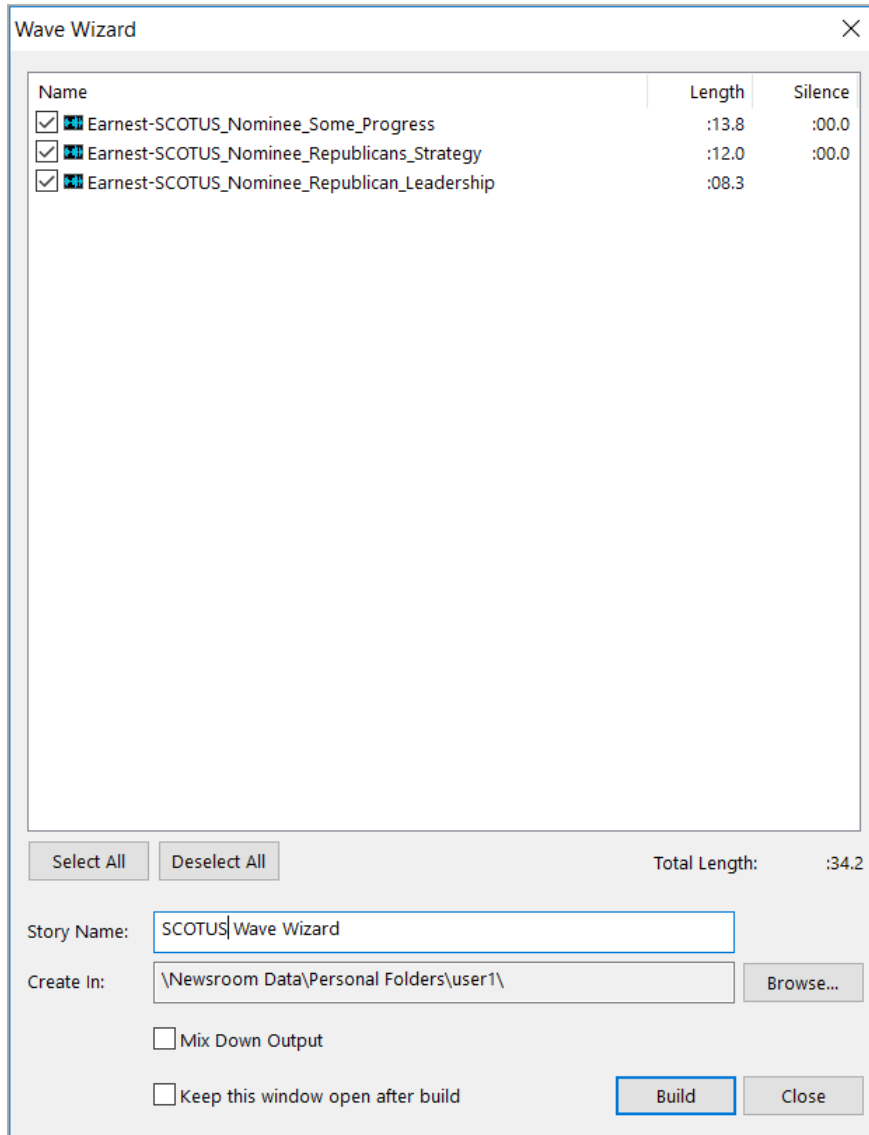 Wave Wizard
Name Length Silence
Earnest-SCOTUS_Nominee_Some_Progress :13.8 :00.0
Earnest-SCOTUS_Nominee_Republicans_Strategy :12.0 :00.0
Earnest-SCOTUS_Nominee_Republican_Leadership :08.3
Select All Deselect All Total Length: :34.2
Story Name: SCOTUS Wave Wizard
Create In: \Newsroom Data\Personal Folders\user1\ Browse...
Mix Down Output
Keep this window open after build Build Close